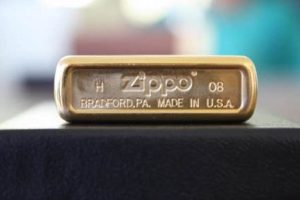 H Zippo® 08
BRADFORD,PA. MADE IN U.S.A.